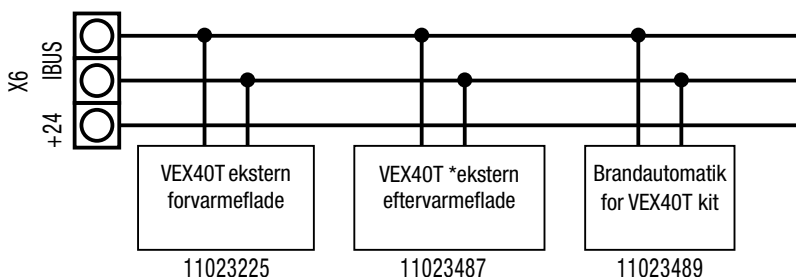 X6
IBUS
+24
VEX40T ekstern
forvarmeflade
11023225
VEX40T *ekstern
eftervarmeflade
11023487
Brandautomatik
for VEX40T kit
11023489